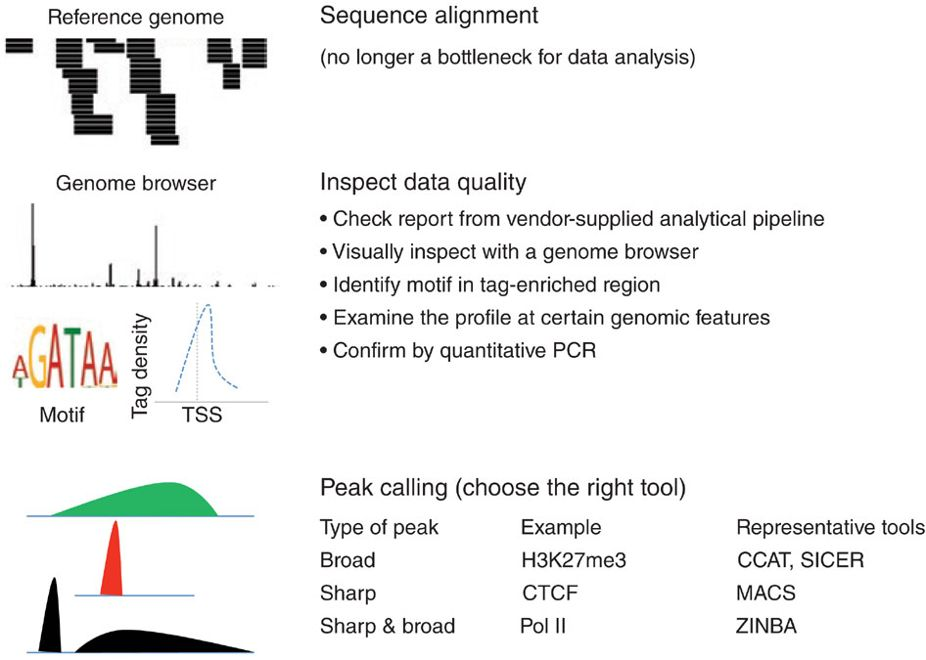 Reference genome
Sequence alignment
(no longer a bottleneck for data analysis)
Genome browser
Inspect data quality
• Check report from vendor-supplied analytical pipeline
• Visually inspect with a genome browser
• Identify motif in tag-enriched region
• Examine the profile at certain genomic features
• Confirm by quantitative PCR
AGATAA
Motif
Tag density
TSS
Peak calling (choose the right tool)
Type of peak Example Representative tools
Broad H3K27me3 CCAT, SICER
Sharp CTCF MACS
Sharp & broad Pol II ZINBA